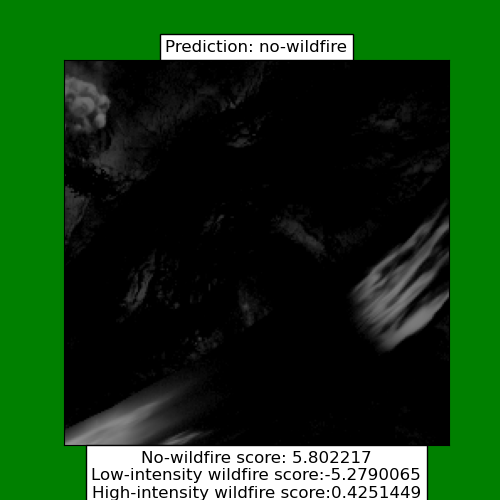 Prediction: no-wildfire
No-wildfire score: 5.802217
Low-intensity wildfire score:-5.2790065
High-intensity wildfire score:0.4251449